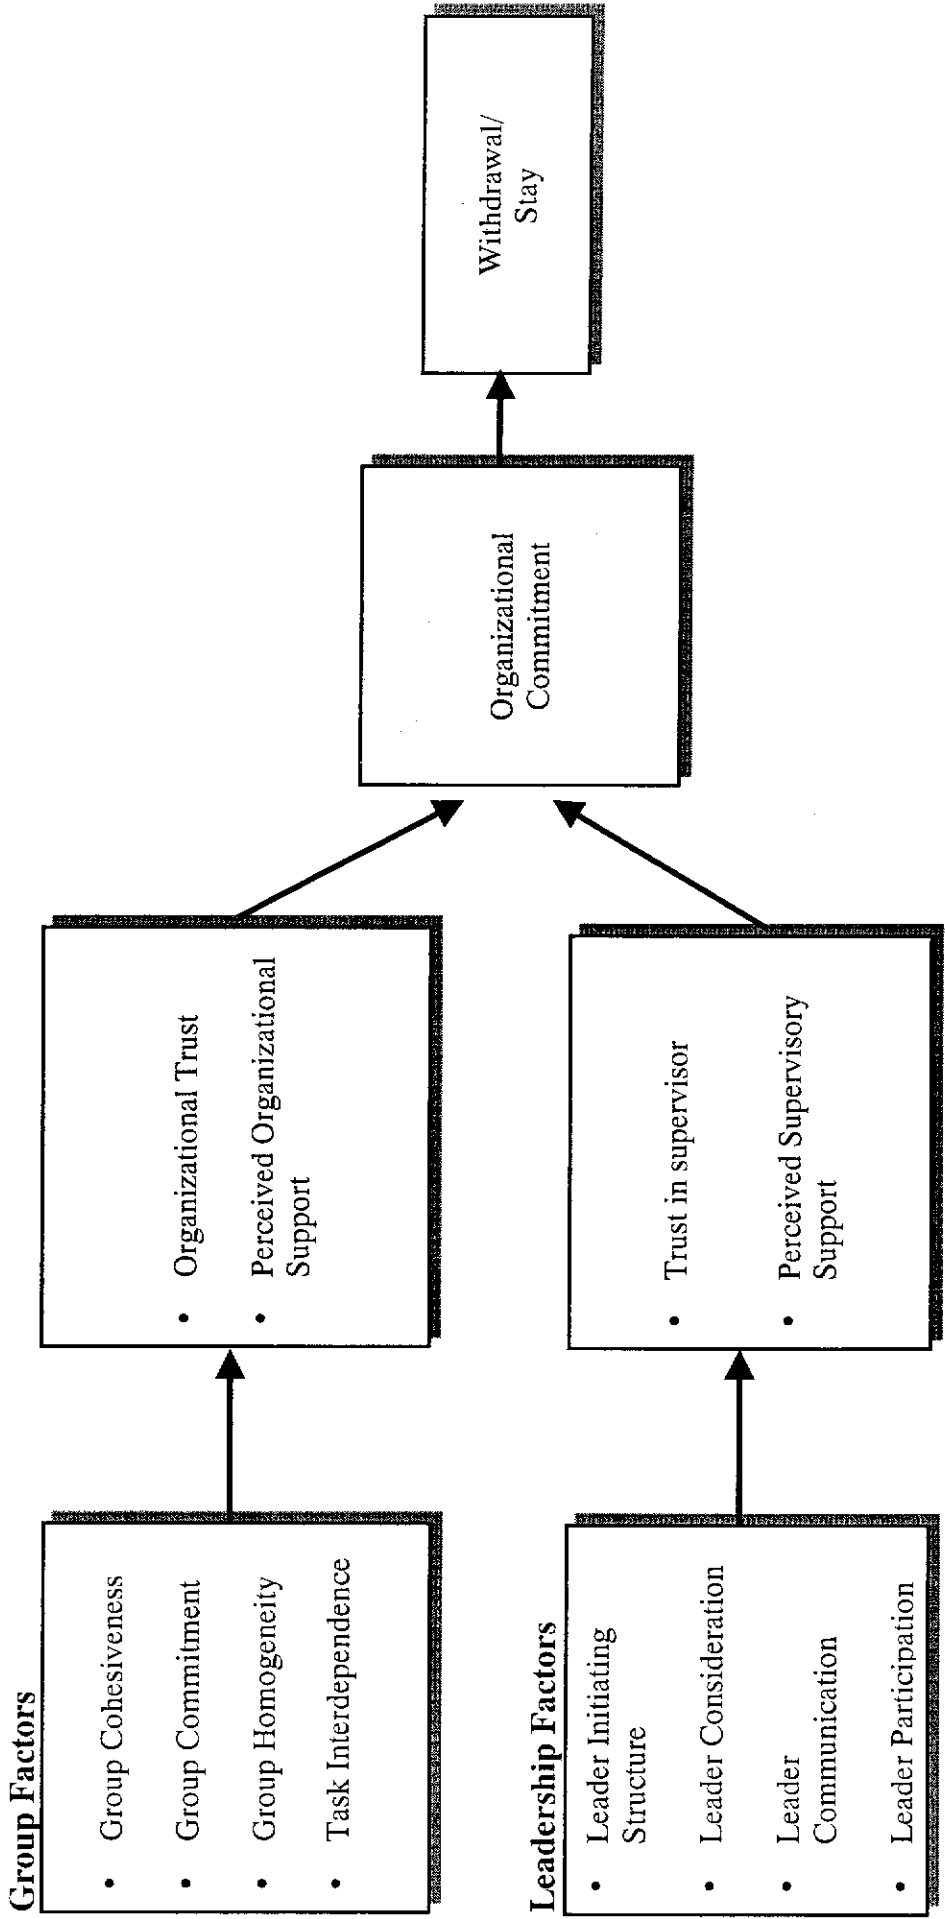 Group Factors
• Group Cohesiveness
• Group Commitment
• Group Homogeneity
• Task Interdependence
• Organizational Trust
• Perceived Organizational
Support
Leadership Factors
• Leader Initiating
Structure
• Leader Consideration
• Leader
Communication
• Leader Participation
• Trust in supervisor
• Perceived Supervisory
Support
Organizational
Commitment
Withdrawal/
Stay